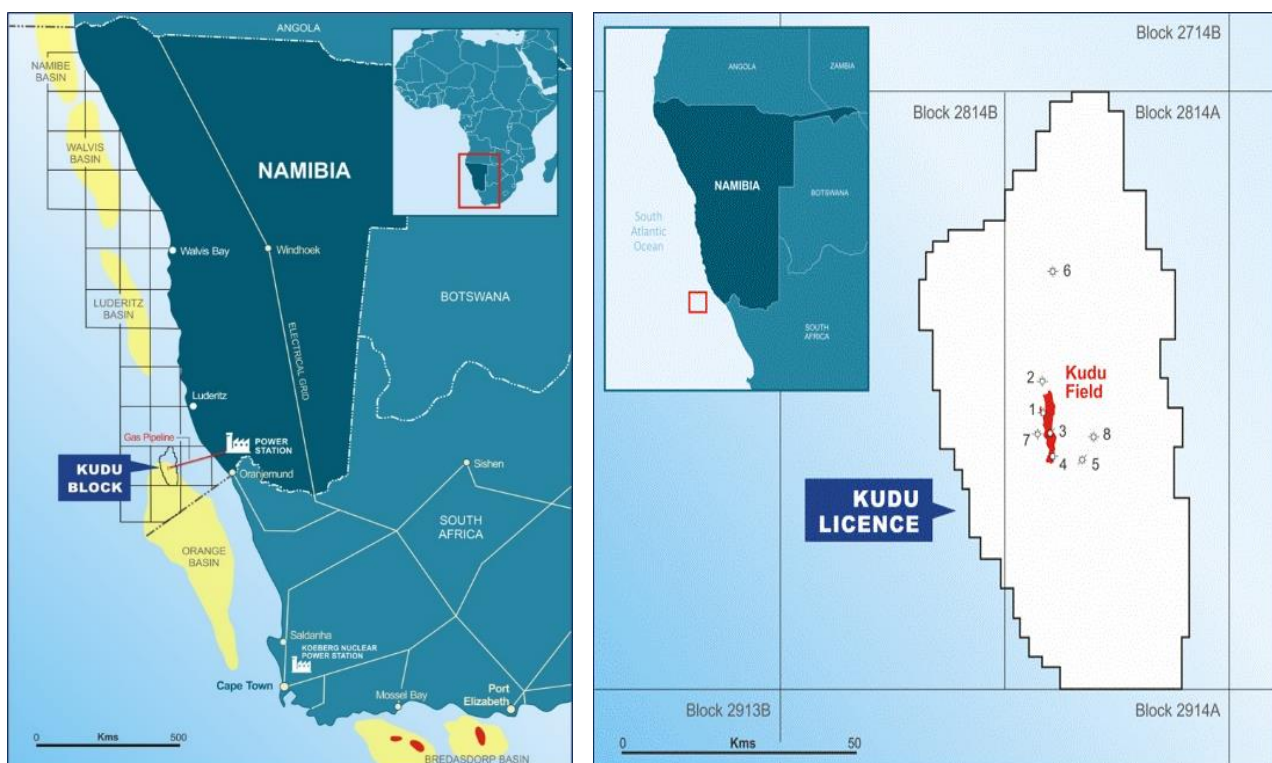 ANGOLA
NAMIBE
BASIN
WALVIS
BASIN
NAMIBIA
Walvis Bay
Windhoek
BOTSWANA
LUDERITZ
BASIN
ELECTRICAL GRID
Luderitz
Gas Pipeline
POWER
STATION
KUDU
BLOCK
Oranjemund
Sishen
SOUTH
AFRICA
ORANGE
BASIN
Saldanha
KOEBERG NUCLEAR
POWER STATION
Cape Town
Mossel Bay
Port
Elizabeth
0 Kms 500
BREDASDORP BASIN
Block 2714B
ANGOLA
ZAMBIA
Block 2814B
Block 2814A
NAMIBIA
BOTSWANA
South
Atlantic
Ocean
SOUTH
AFRICA
6
2
Kudu
Field
1
7
3
8
4
5
KUDU
LICENCE
Block 2913B
Block 2914A
0 Kms 50